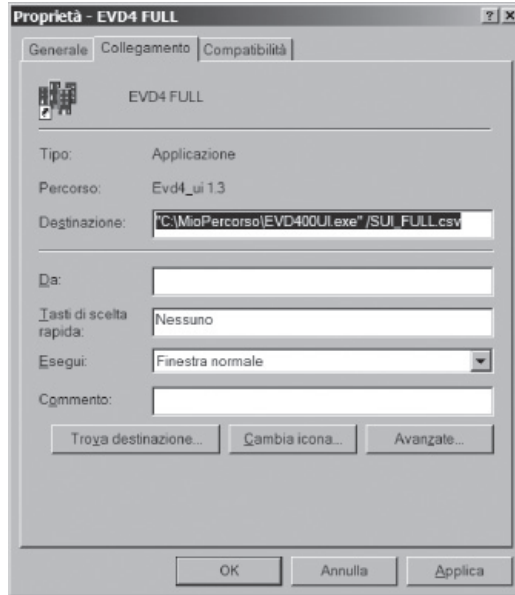 Proprietà - EVD4 FULL
Generale Collegamento Compatibilità
EVD4 FULL
Tipo: Applicazione
Percorso: Evd4_ui 1.3
Destinazione: "C:\MioPercorso\EVD400UI.exe" /SUI_FULL.csv
Da:
Tasti di scelta rapida: Nessuno
Esegui: Finestra normale
Commento:
Trova destinazione... Cambia icona... Avanzate...
OK Annulla Applica